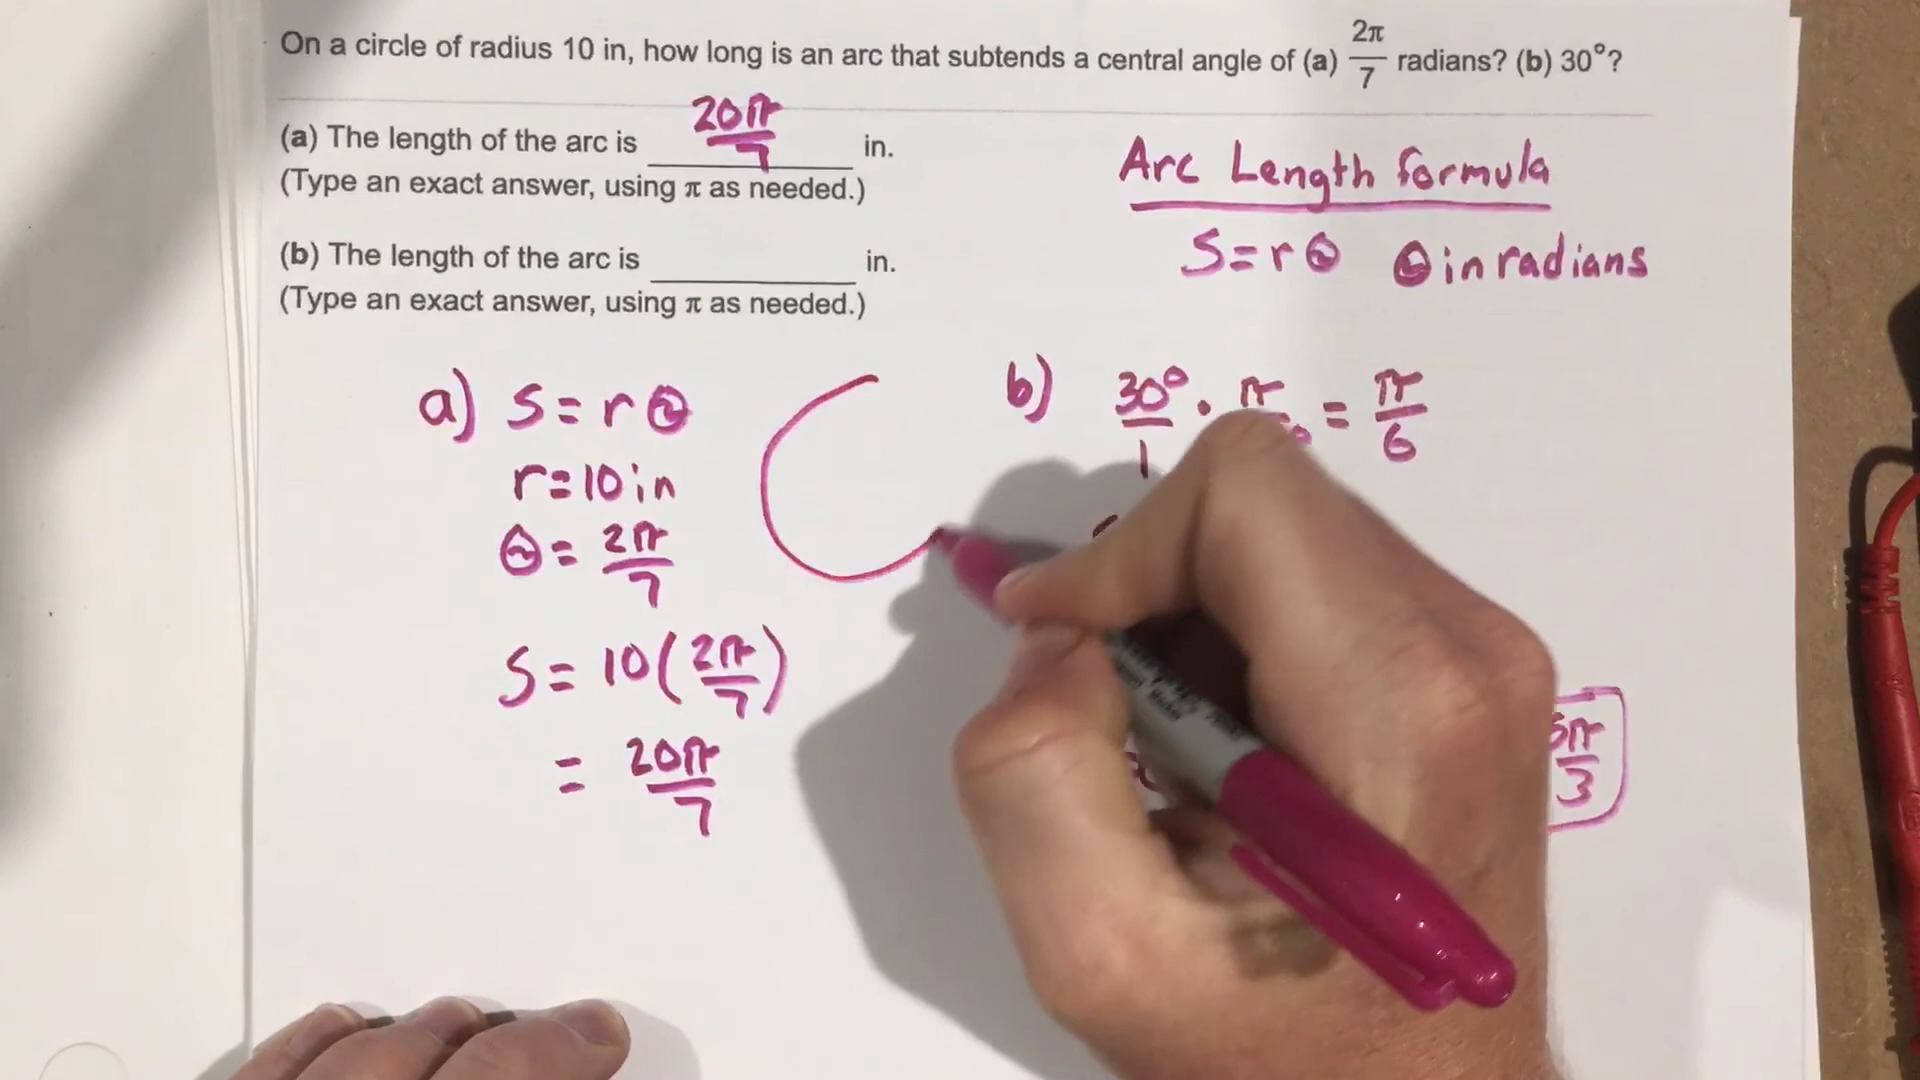 On a circle of radius 10 in, how long is an arc that subtends a central angle of (a) 2π/7 radians? (b) 30°?
(a) The length of the arc is 20π/7 in.
(Type an exact answer, using π as needed.)
(b) The length of the arc is ____ in.
(Type an exact answer, using π as needed.)
Arc Length formula
S=rθ θ in radians
a) S=rθ
r=10in
θ=2π/7
S=10(2π/7)
=20π/7
b) 30°/1 · π = π/6
π/3